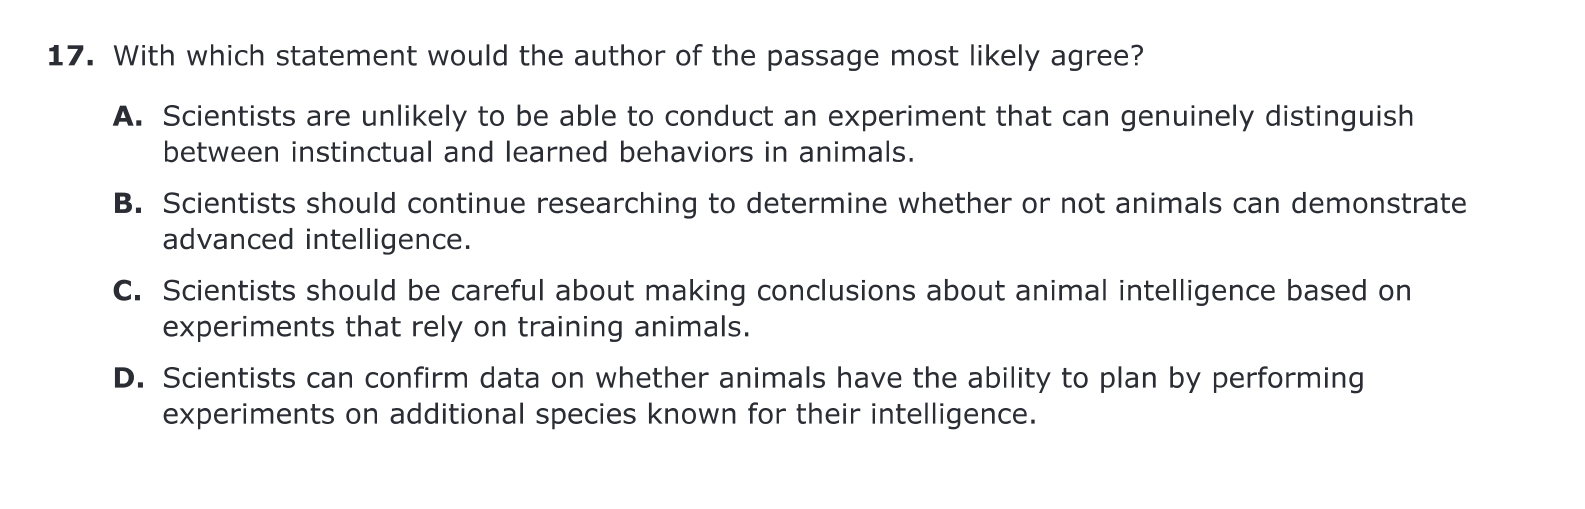 17. With which statement would the author of the passage most likely agree?
A. Scientists are unlikely to be able to conduct an experiment that can genuinely distinguish
between instinctual and learned behaviors in animals.
B. Scientists should continue researching to determine whether or not animals can demonstrate
advanced intelligence.
C. Scientists should be careful about making conclusions about animal intelligence based on
experiments that rely on training animals.
D. Scientists can confirm data on whether animals have the ability to plan by performing
experiments on additional species known for their intelligence.